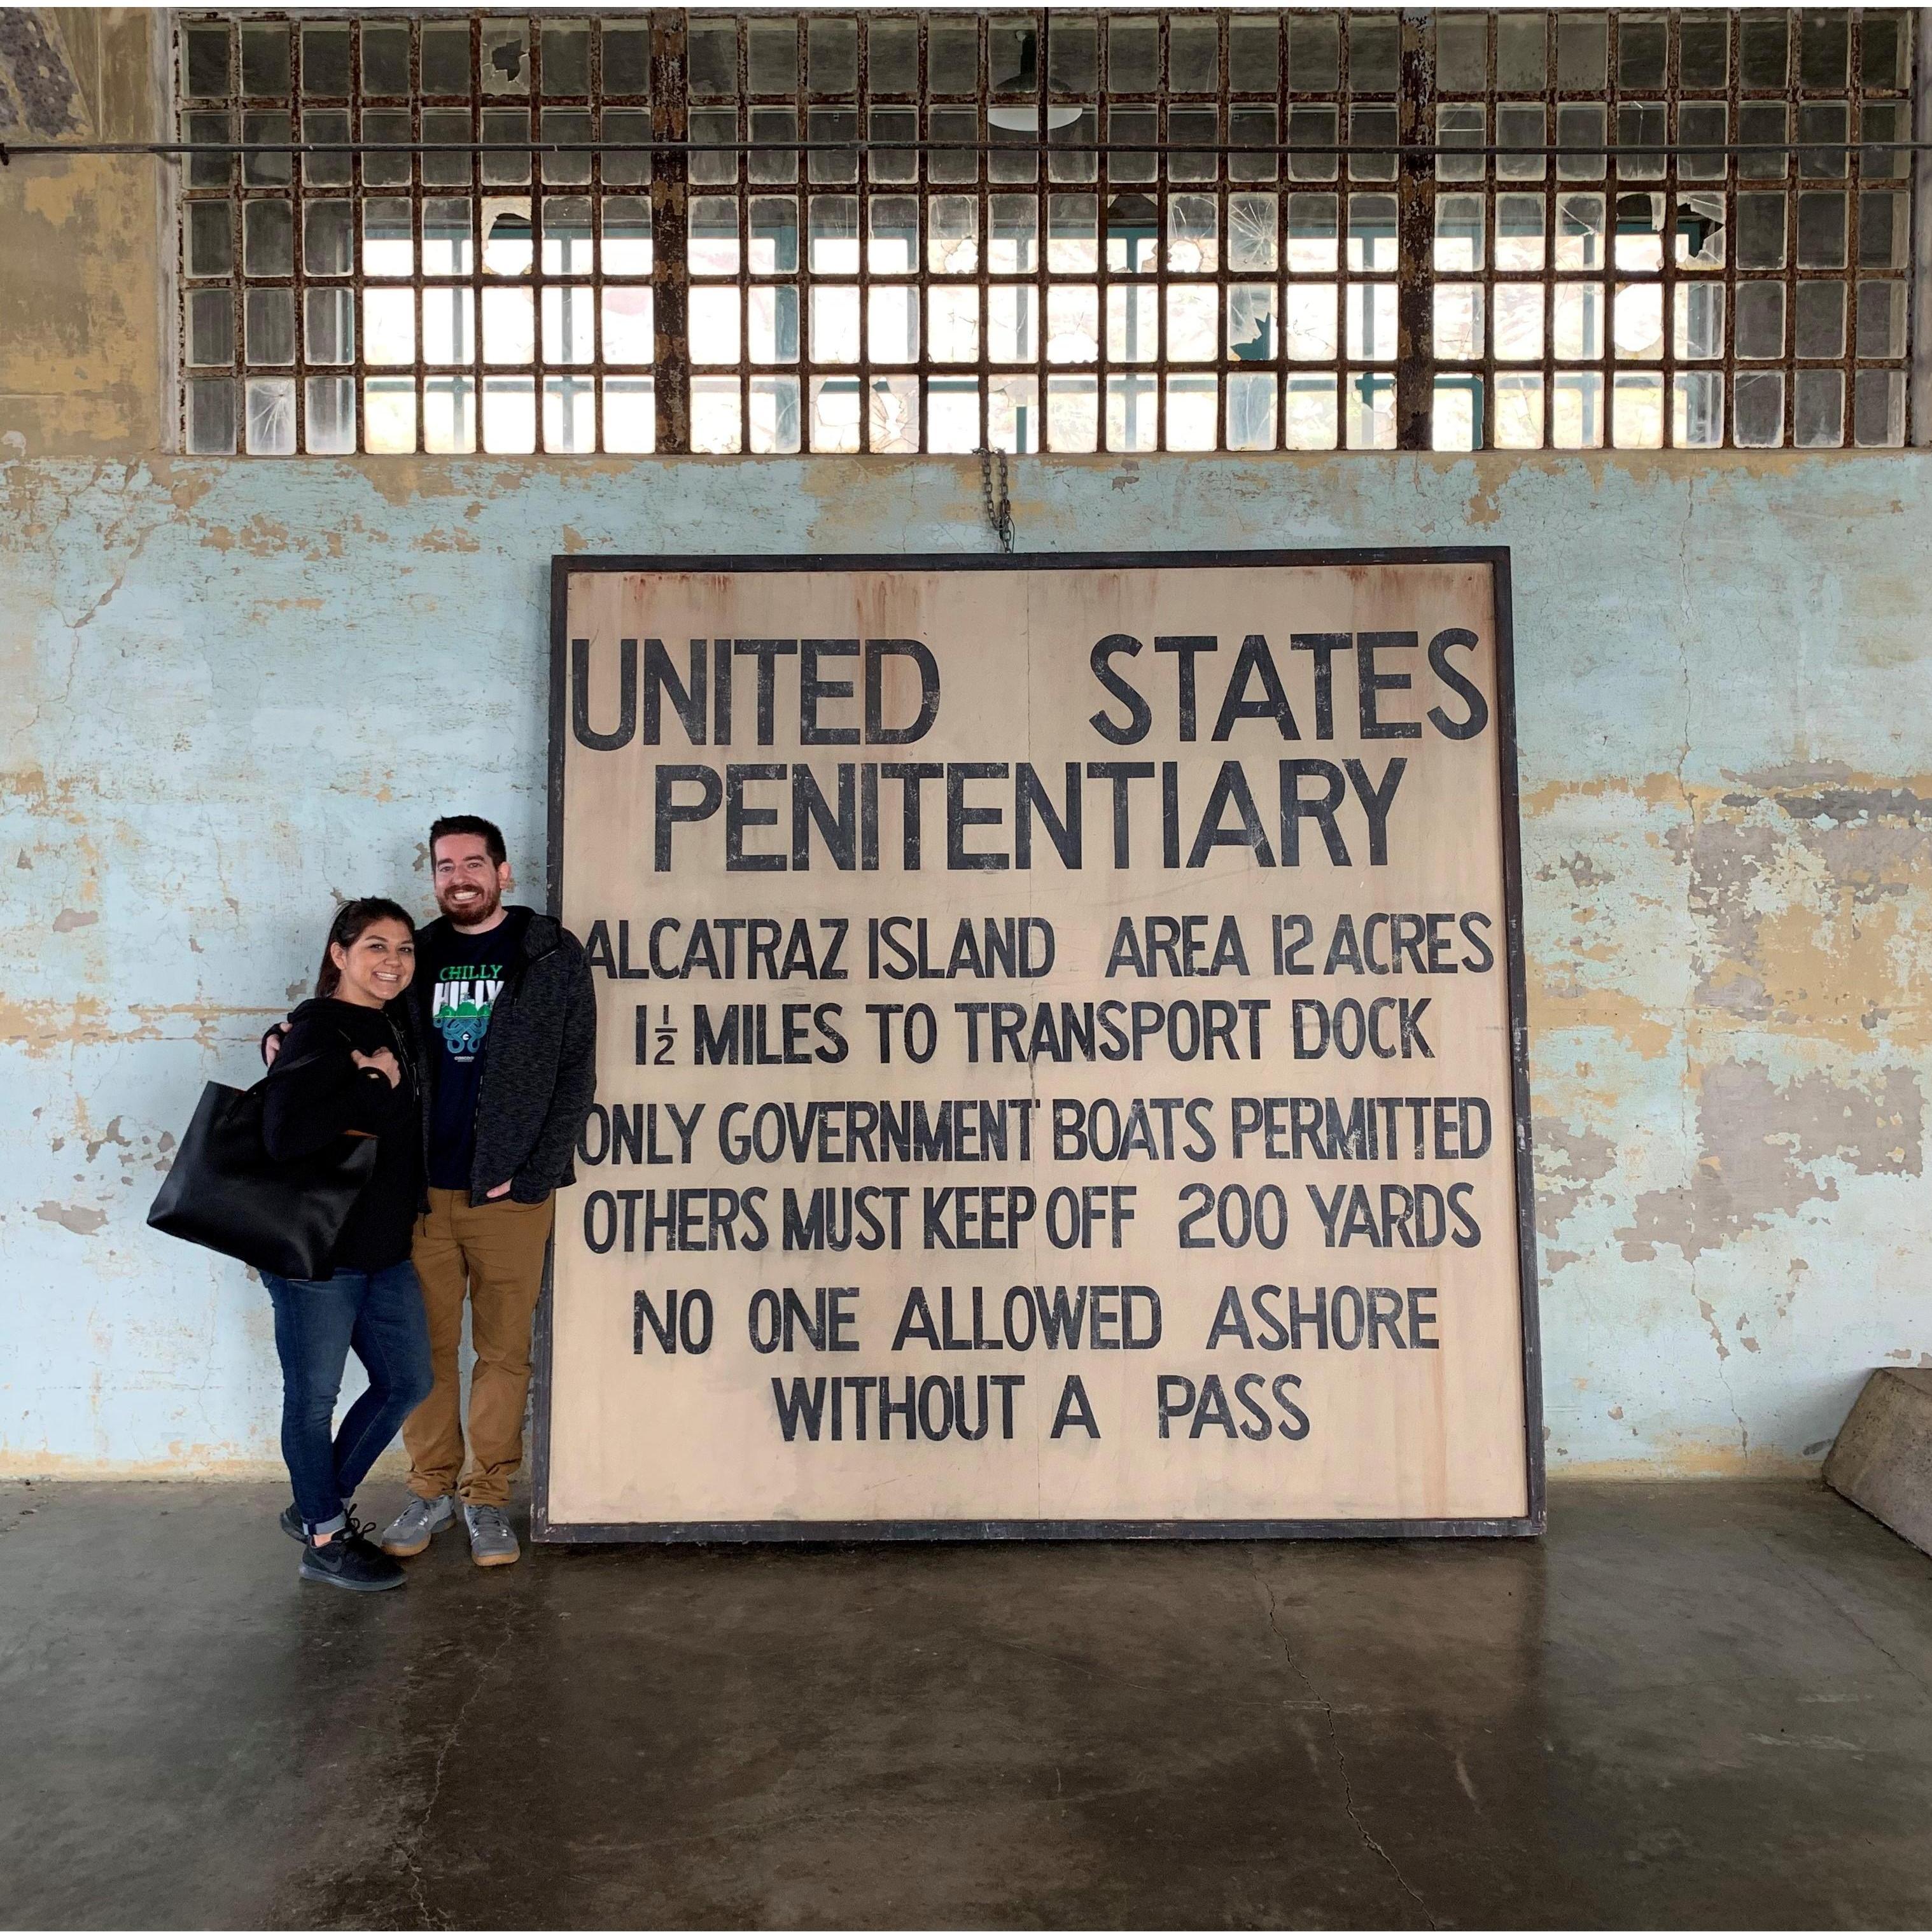 UNITED STATES
PENITENTIARY
ALCATRAZ ISLAND AREA 12 ACRES
1½ MILES TO TRANSPORT DOCK
ONLY GOVERNMENT BOATS PERMITTED
OTHERS MUST KEEP OFF 200 YARDS
NO ONE ALLOWED ASHORE
WITHOUT A PASS
CHILLY
HILLY